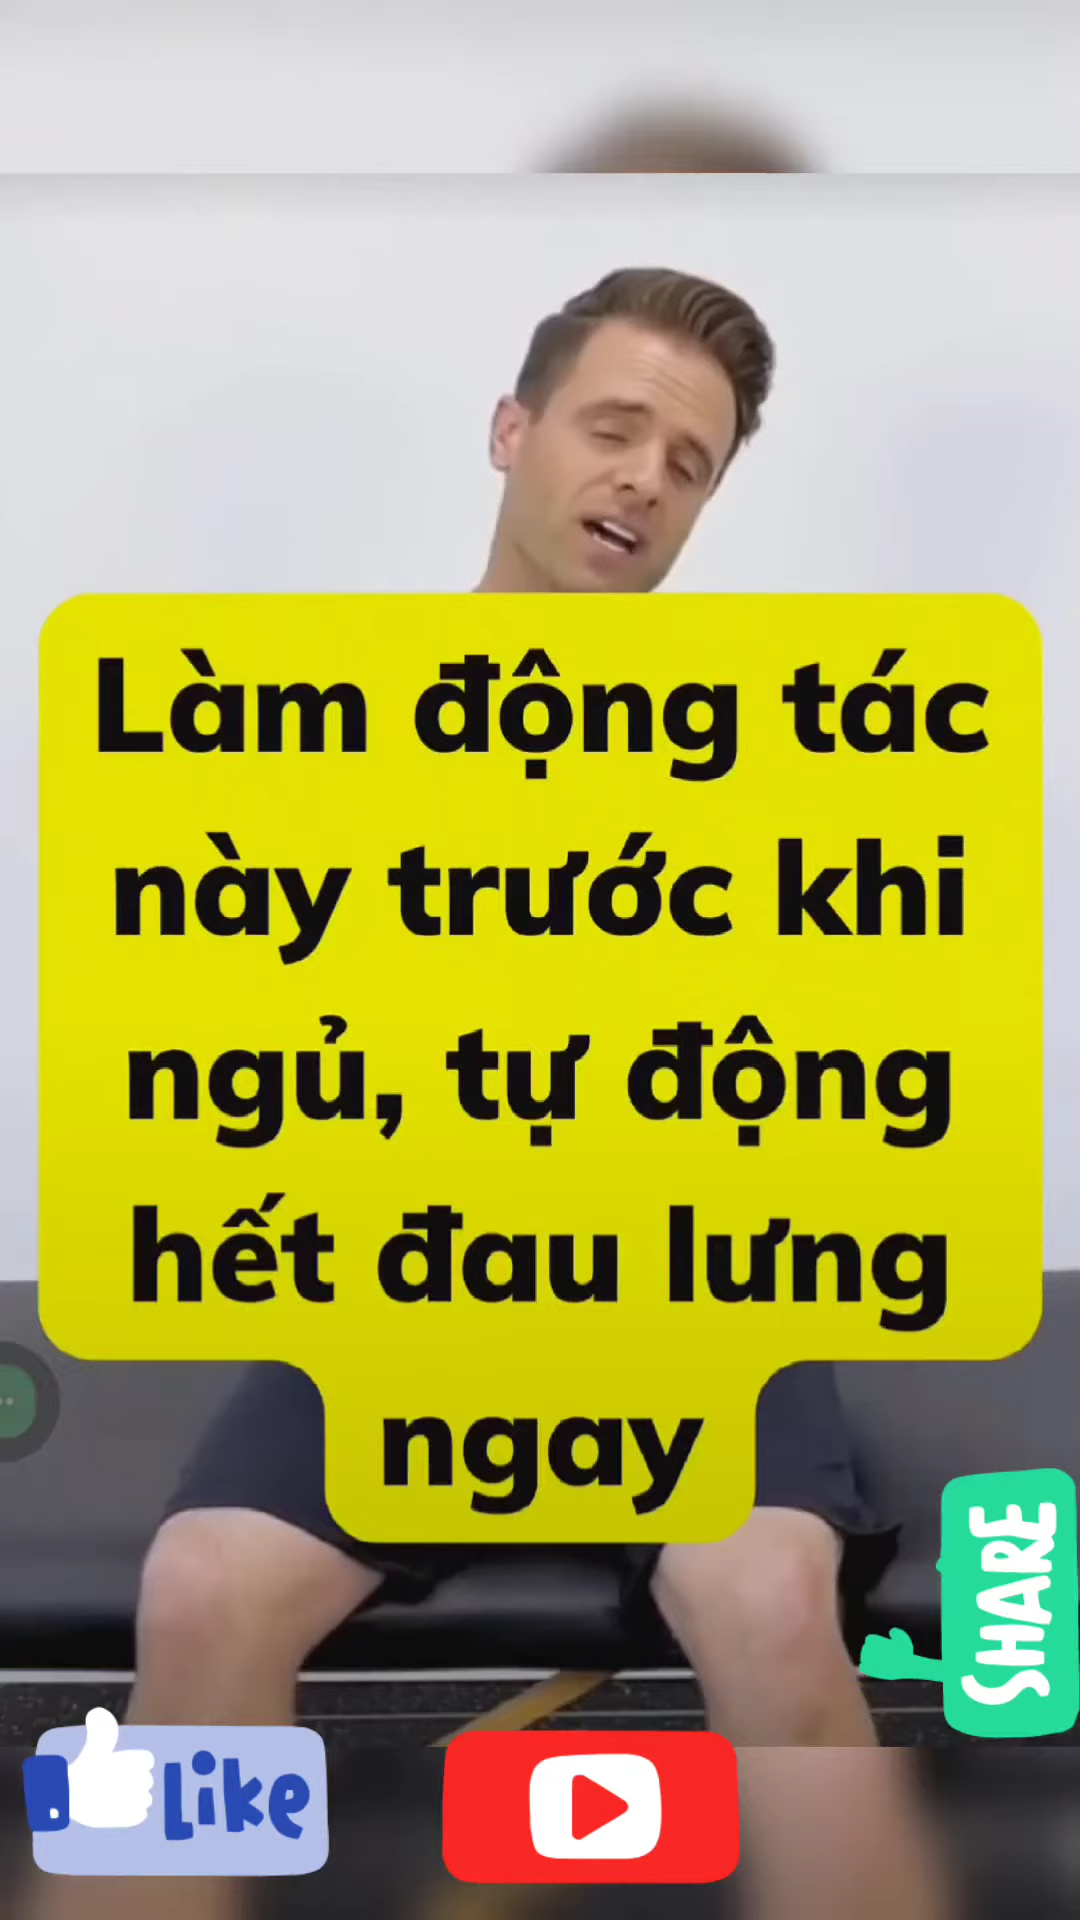 Làm động tác
này trước khi
ngủ, tự động
hết đau lưng
ngay
SHARE
Like